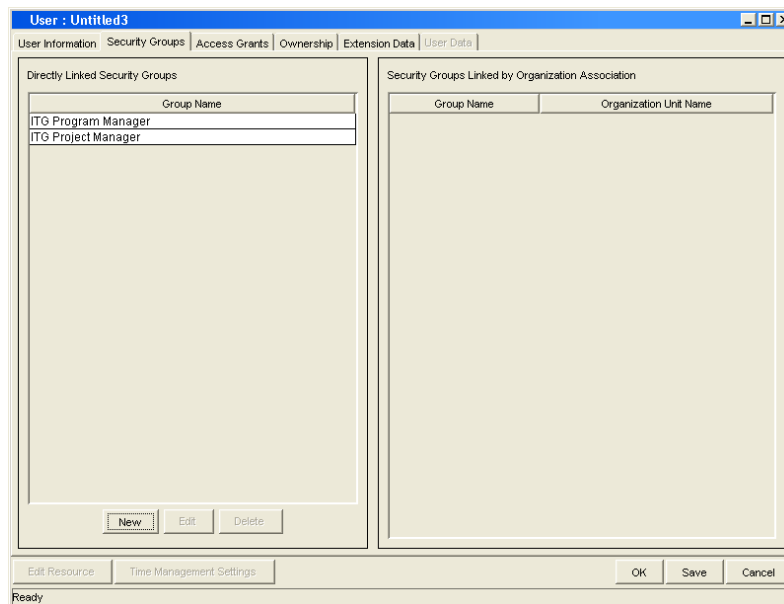 User : Untitled3
User Information Security Groups Access Grants Ownership Extension Data User Data
Directly Linked Security Groups
Group Name
ITG Program Manager
ITG Project Manager
New Edit Delete
Security Groups Linked by Organization Association
Group Name Organization Unit Name
Edit Resource Time Management Settings OK Save Cancel
Ready